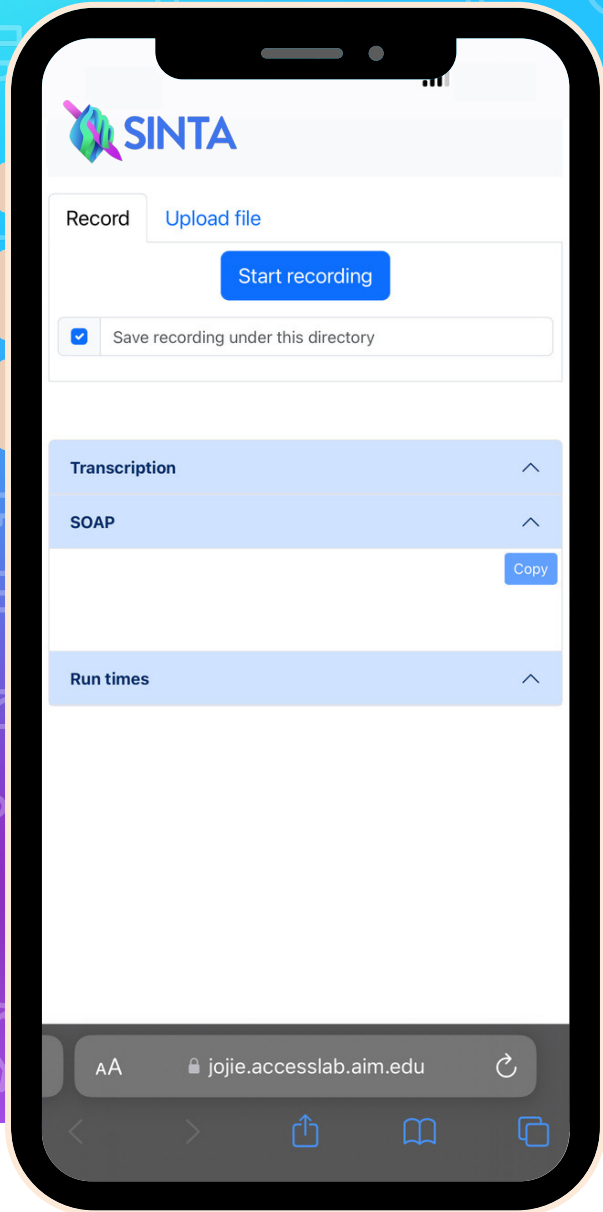 SINTA
Record
Upload file
Start recording
Save recording under this directory
Transcription
SOAP
Copy
Run times
AA jojie.accesslab.aim.edu